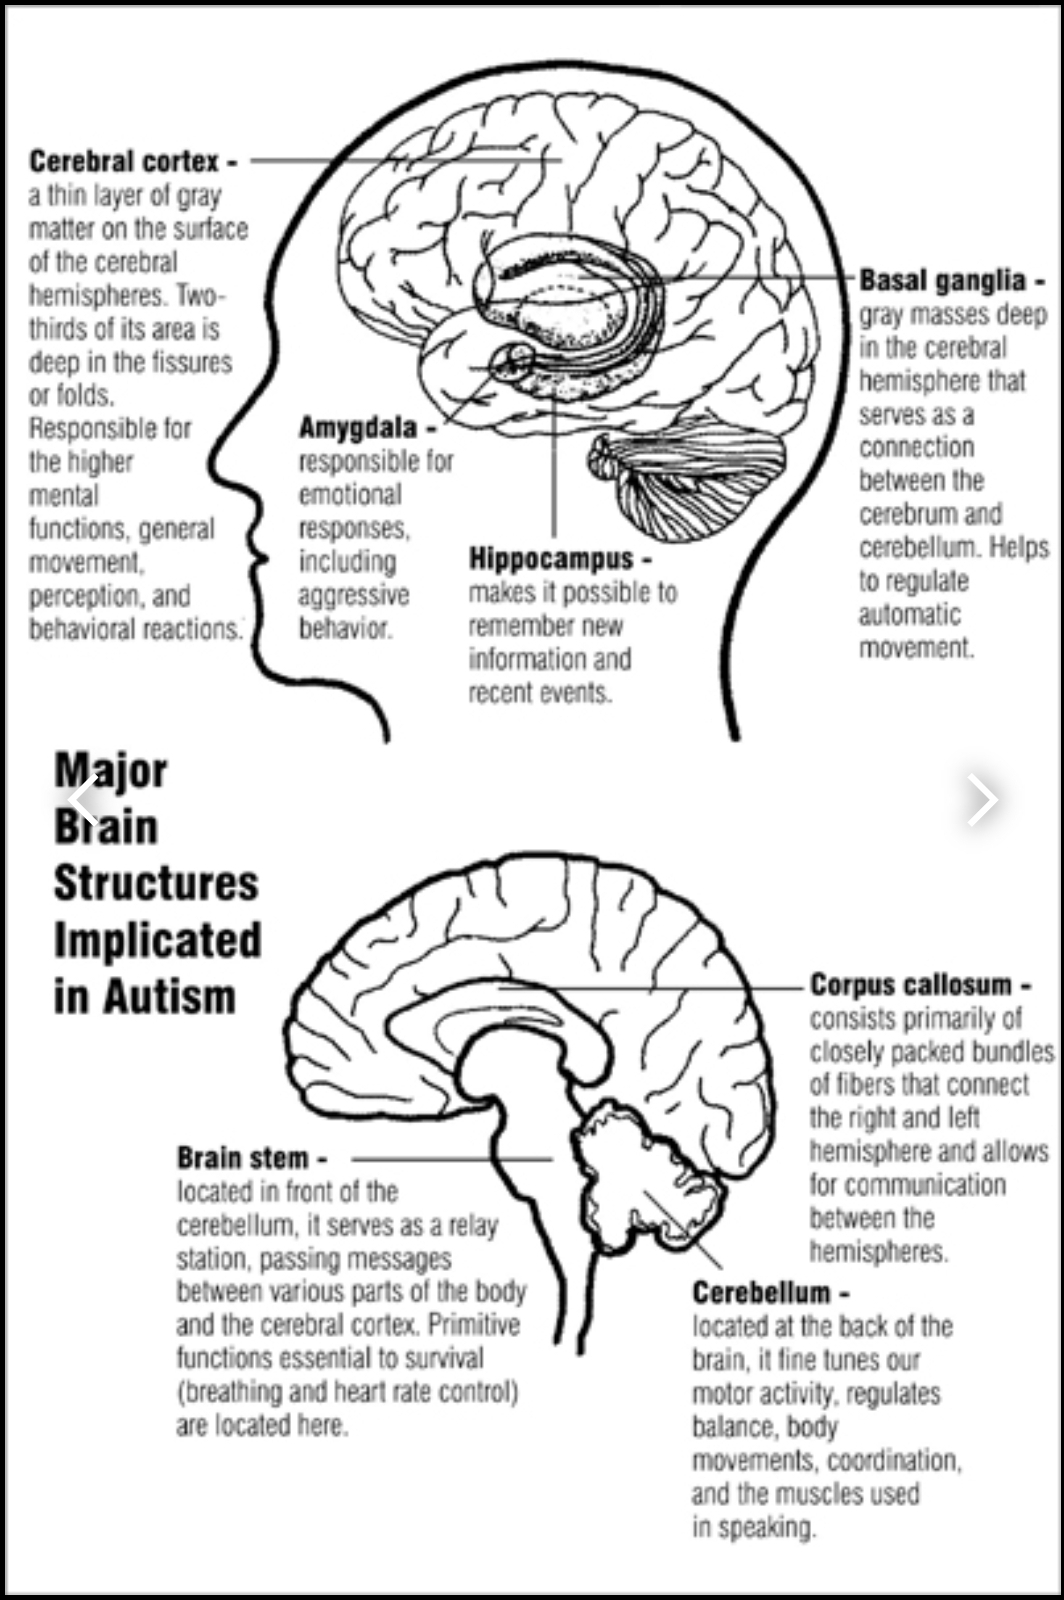 Cerebral cortex -
a thin layer of gray
matter on the surface
of the cerebral
hemispheres. Two-
thirds of its area is
deep in the fissures
or folds.
Responsible for
the higher
mental
functions, general
movement,
perception, and
behavioral reactions.
Amygdala -
responsible for
emotional
responses,
including
aggressive
behavior.
Hippocampus -
makes it possible to
remember new
information and
recent events.
Basal ganglia -
gray masses deep
in the cerebral
hemisphere that
serves as a
connection
between the
cerebrum and
cerebellum. Helps
to regulate
automatic
movement.
Major
Brain
Structures
Implicated
in Autism
Corpus callosum -
consists primarily of
closely packed bundles
of fibers that connect
the right and left
hemisphere and allows
for communication
between the
hemispheres.
Brain stem -
located in front of the
cerebellum, it serves as a relay
station, passing messages
between various parts of the body
and the cerebral cortex. Primitive
functions essential to survival
(breathing and heart rate control)
are located here.
Cerebellum -
located at the back of the
brain, it fine tunes our
motor activity, regulates
balance, body
movements, coordination,
and the muscles used
in speaking.